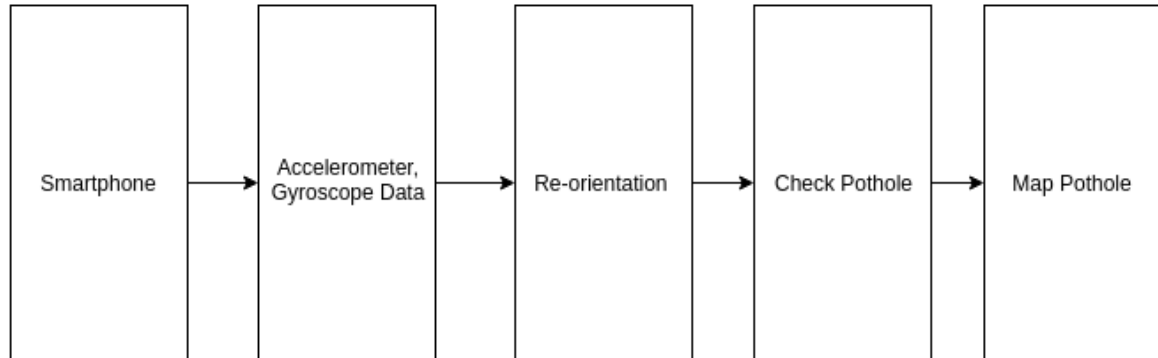 Smartphone
Accelerometer,
Gyroscope Data
Re-orientation
Check Pothole
Map Pothole